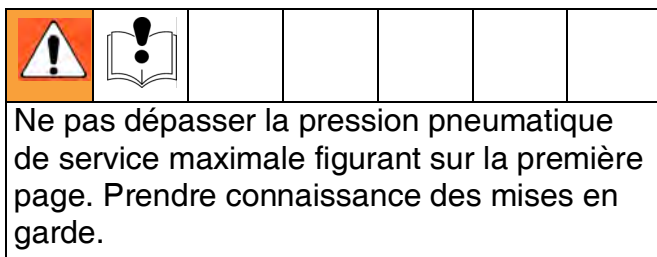 Ne pas dépasser la pression pneumatique
de service maximale figurant sur la première
page. Prendre connaissance des mises en
garde.